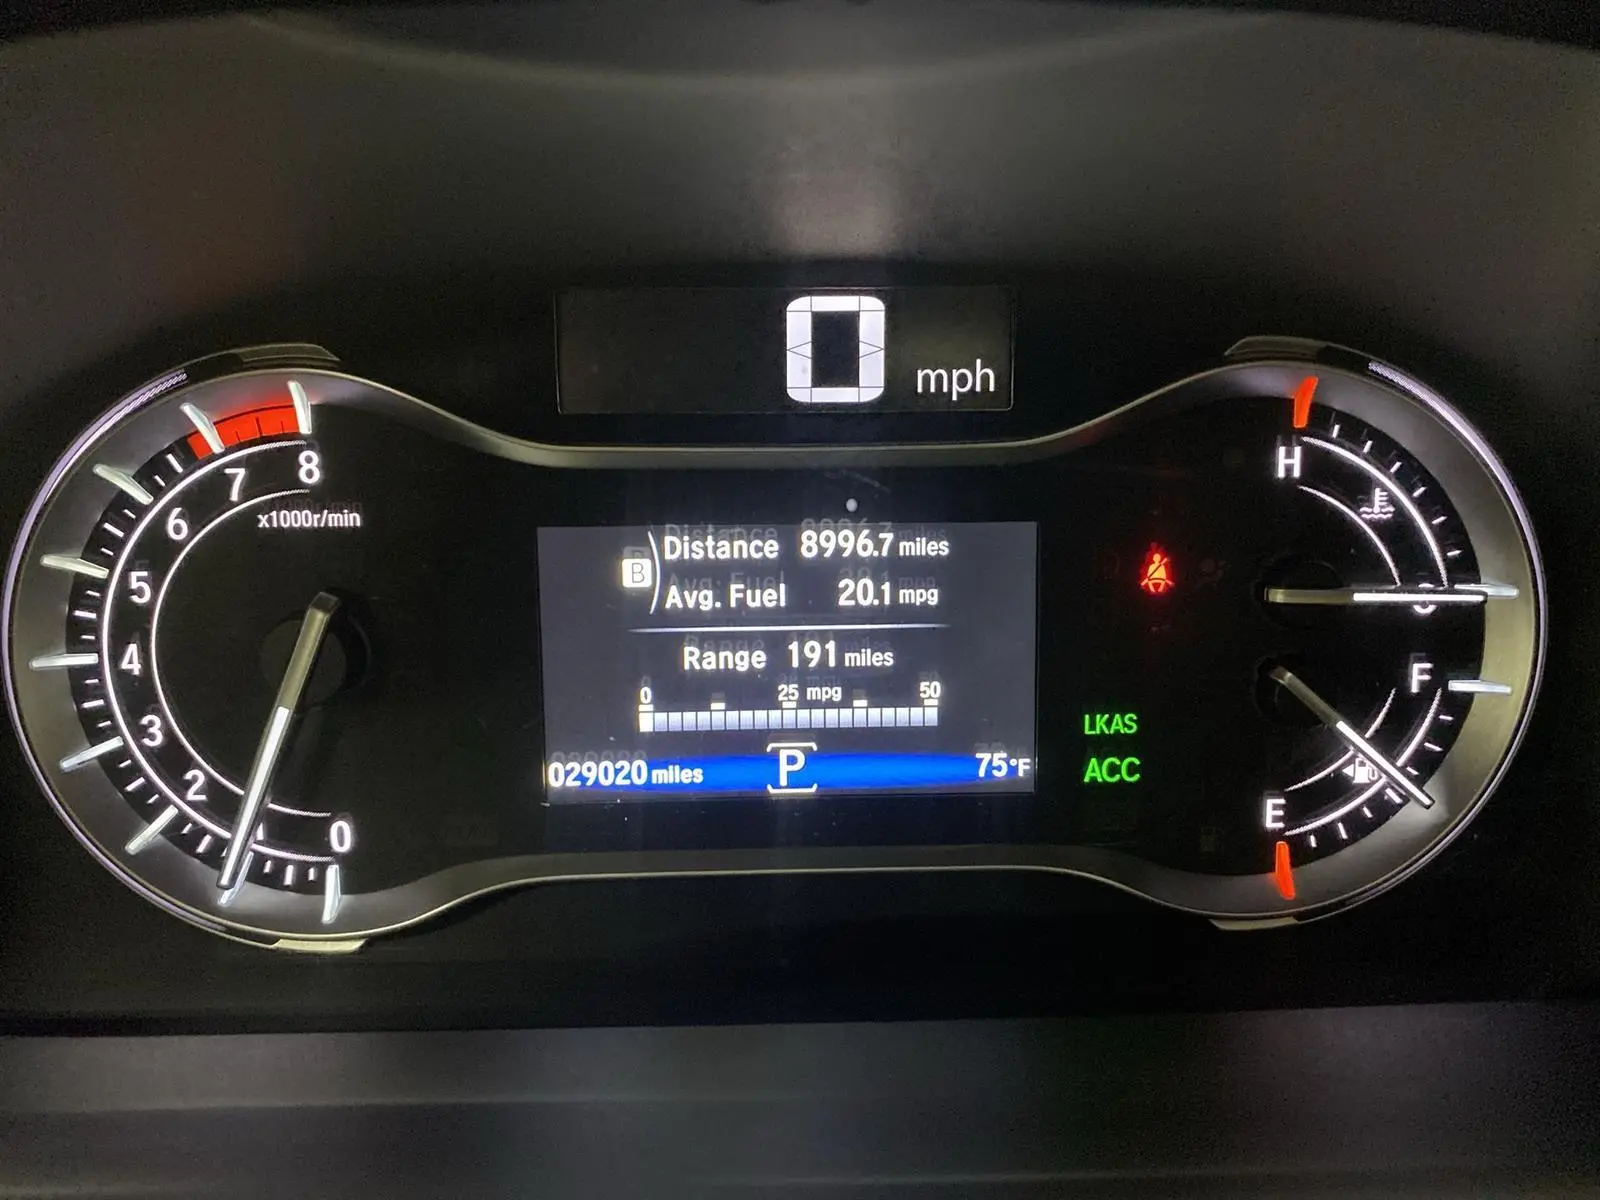 0 mph
8
7
6
5
4
3
2
1
0
x1000r/min
B
Distance 8996.7 miles
Avg. Fuel 20.1 mpg
Range 191 miles
0 25 mpg 50
029020 miles P 75°F
LKAS
ACC
H
C
F
E